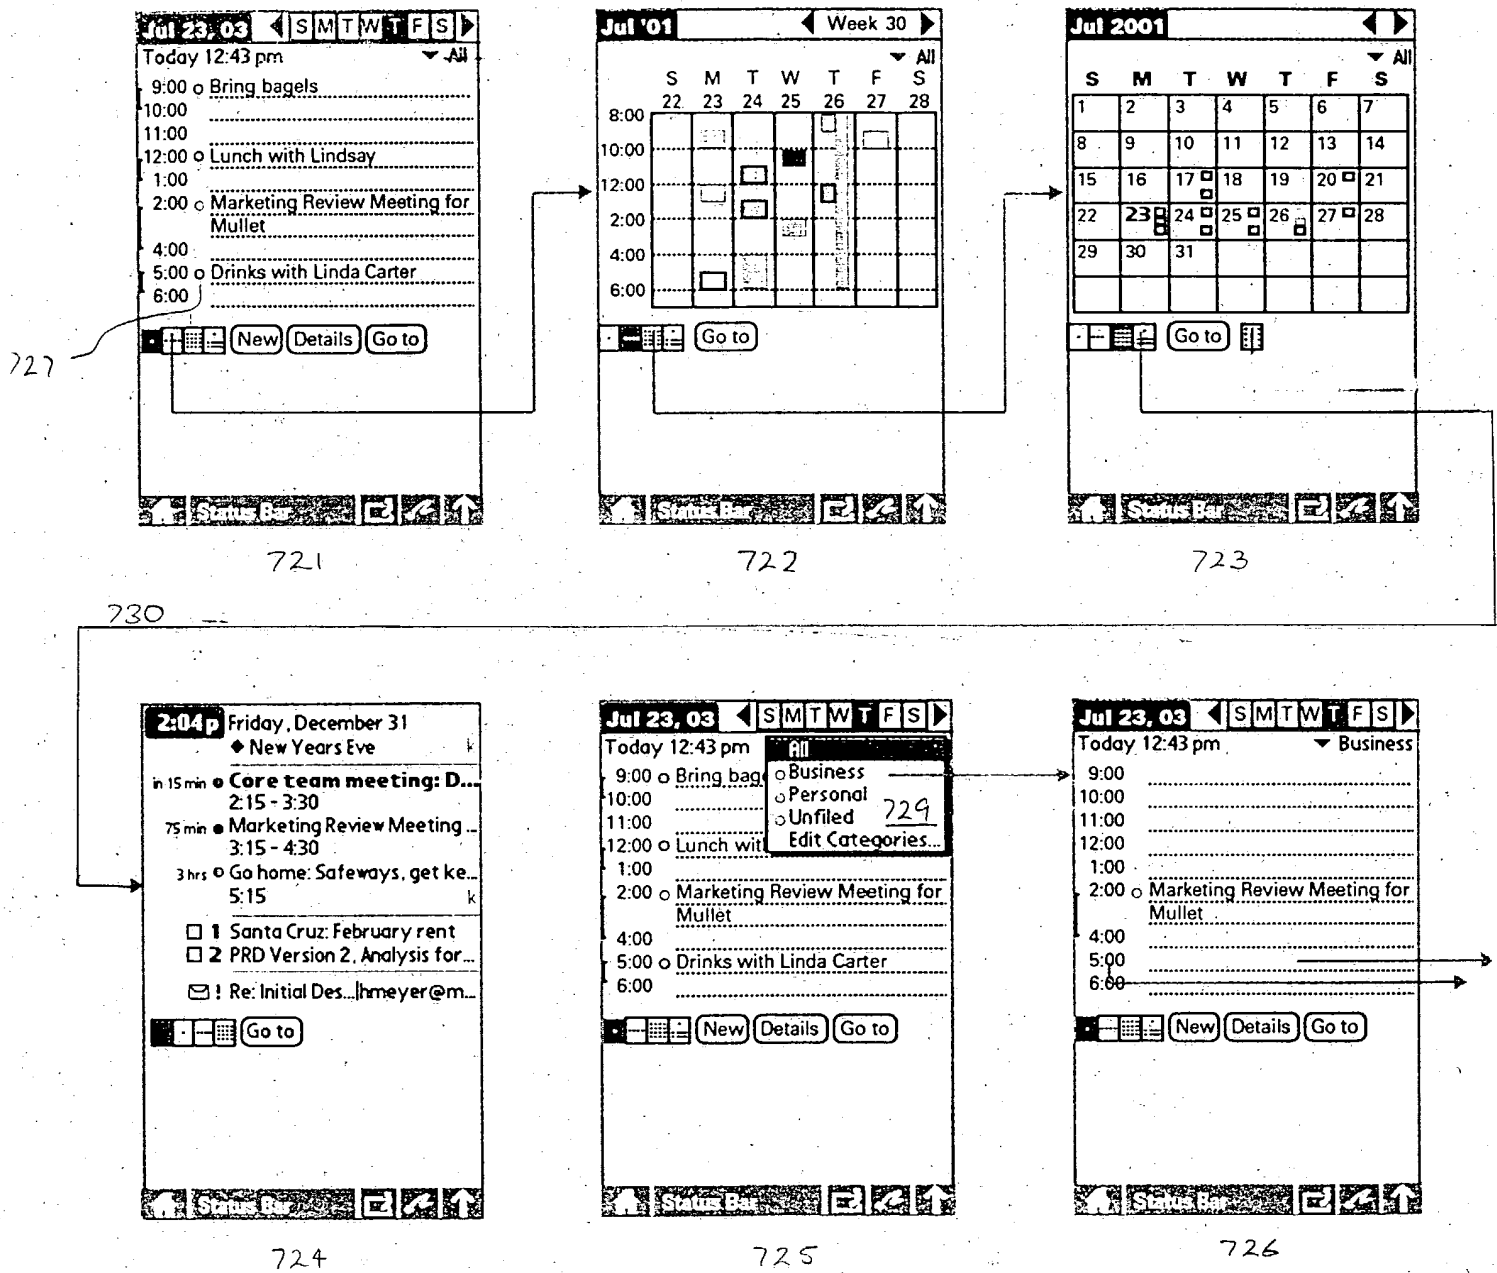 Jul 23, 03 S M T W T F S
Today 12:43 pm All
9:00 Bring bagels
10:00
11:00
12:00 Lunch with Lindsay
1:00
2:00 Marketing Review Meeting for
Mullet
4:00
5:00 Drinks with Linda Carter
6:00
New Details Go to
Status Bar
721
727
Jul '01 Week 30
All
S M T W T F S
22 23 24 25 26 27 28
8:00
10:00
12:00
2:00
4:00
6:00
Go to
Status Bar
722
Jul 2001
All
S M T W T F S
1 2 3 4 5 6 7
8 9 10 11 12 13 14
15 16 17 18 19 20 21
22 23 24 25 26 27 28
29 30 31
Go to
Status Bar
723
730
2:04p Friday, December 31
New Years Eve k
in 15 min Core team meeting: D...
2:15 - 3:30
75 min Marketing Review Meeting ...
3:15 - 4:30
3 hrs Go home: Safeways, get ke...
5:15 k
1 Santa Cruz: February rent
2 PRD Version 2, Analysis for...
! Re: Initial Des...|hmeyer@m...
Go to
Status Bar
724
Jul 23, 03 S M T W T F S
Today 12:43 pm All
Business
Personal
Unfiled 729
Edit Categories...
9:00 Bring bag
10:00
11:00
12:00 Lunch wit
1:00
2:00 Marketing Review Meeting for
Mullet
4:00
5:00 Drinks with Linda Carter
6:00
New Details Go to
Status Bar
725
Jul 23, 03 S M T W T F S
Today 12:43 pm Business
9:00
10:00
11:00
12:00
1:00
2:00 Marketing Review Meeting for
Mullet
4:00
5:00
6:00
New Details Go to
Status Bar
726